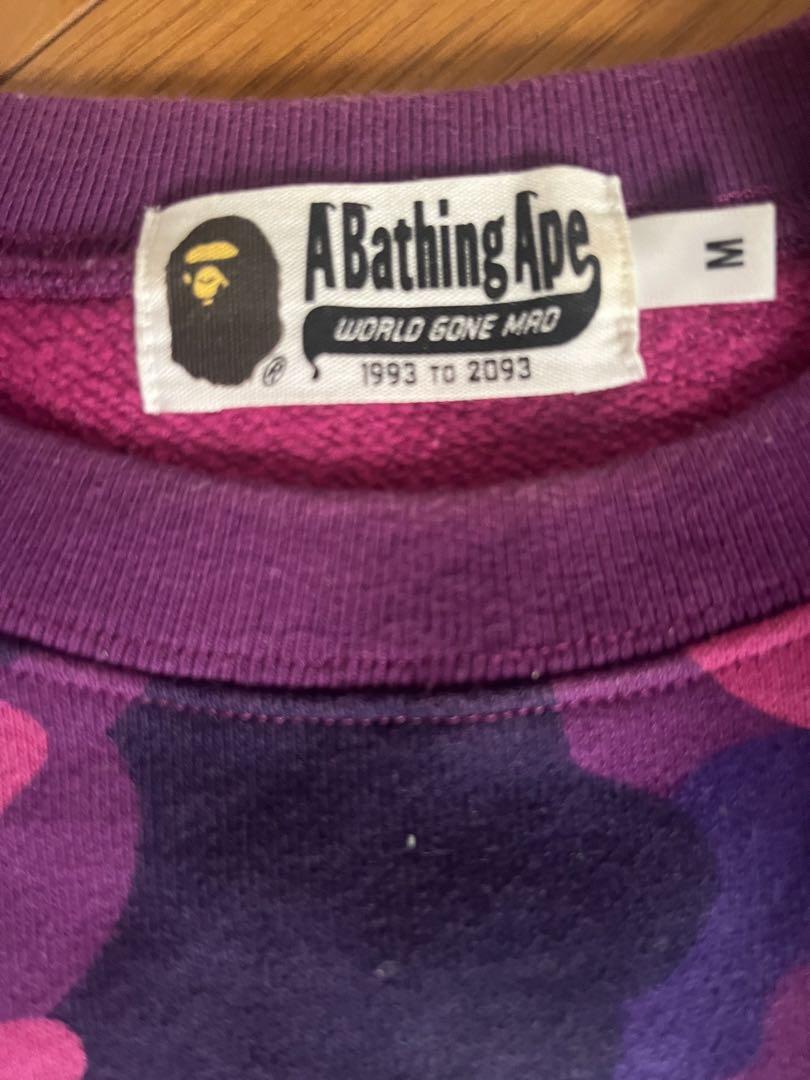 A Bathing Ape
WORLD GONE MAD
1993 TO 2093
®
M